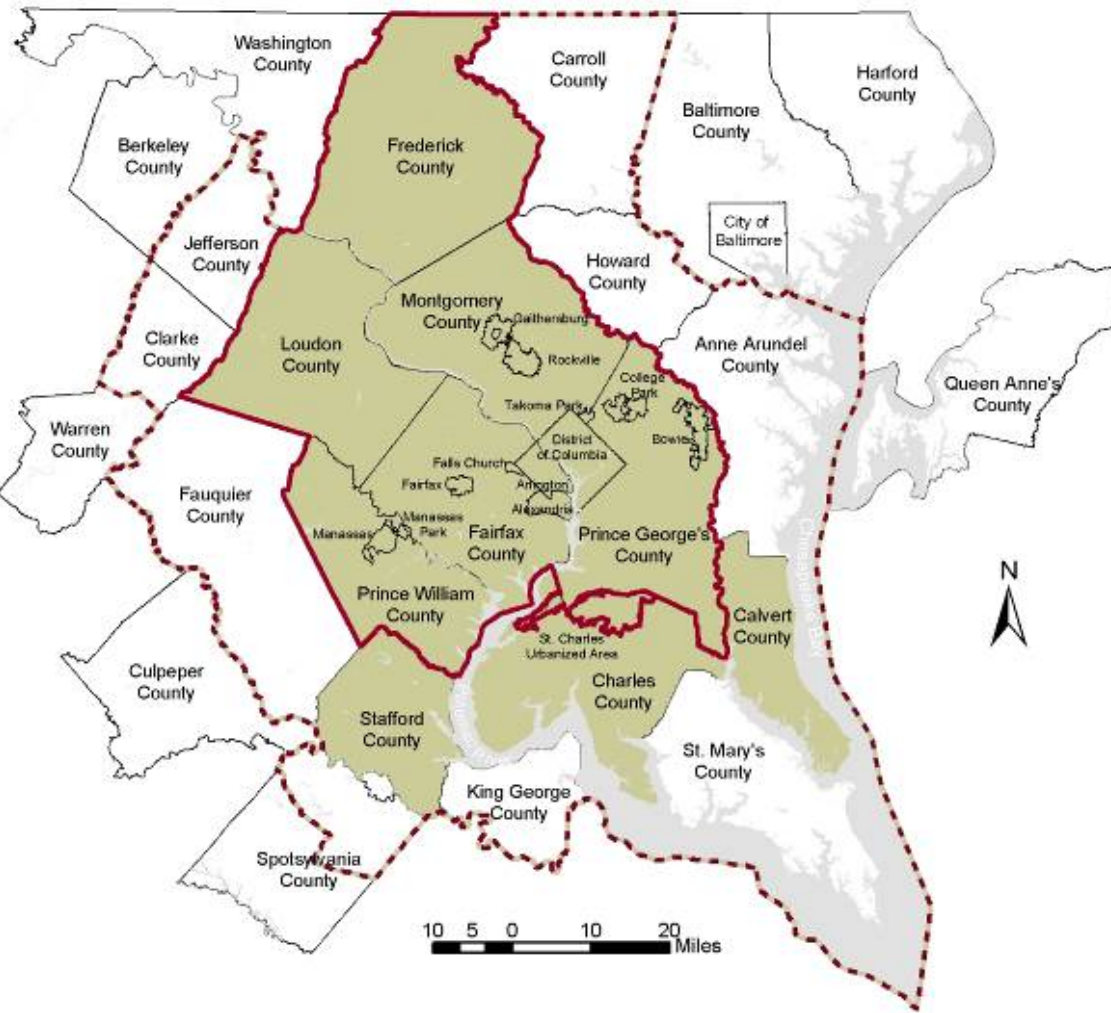 Washington
County
Carroll
County
Harford
County
Baltimore
County
Berkeley
County
Frederick
County
City of
Baltimore
Jefferson
County
Howard
County
Montgomery
County
Gaithersburg
Clarke
County
Loudon
County
Rockville
Anne Arundel
County
College
Park
Queen Anne's
County
Takoma Park
Warren
County
District
of Columbia
Bowie
Falls Church
Fairfax
Arlington
Alexandria
Fauquier
County
Manassas
Park
Manassas
Fairfax
County
Prince George's
County
Chesapeake Bay
N
Prince William
County
Calvert
County
St. Charles
Urbanized Area
Culpeper
County
Charles
County
Stafford
County
St. Mary's
County
King George
County
Spotsylvania
County
10 5 0 10 20
Miles